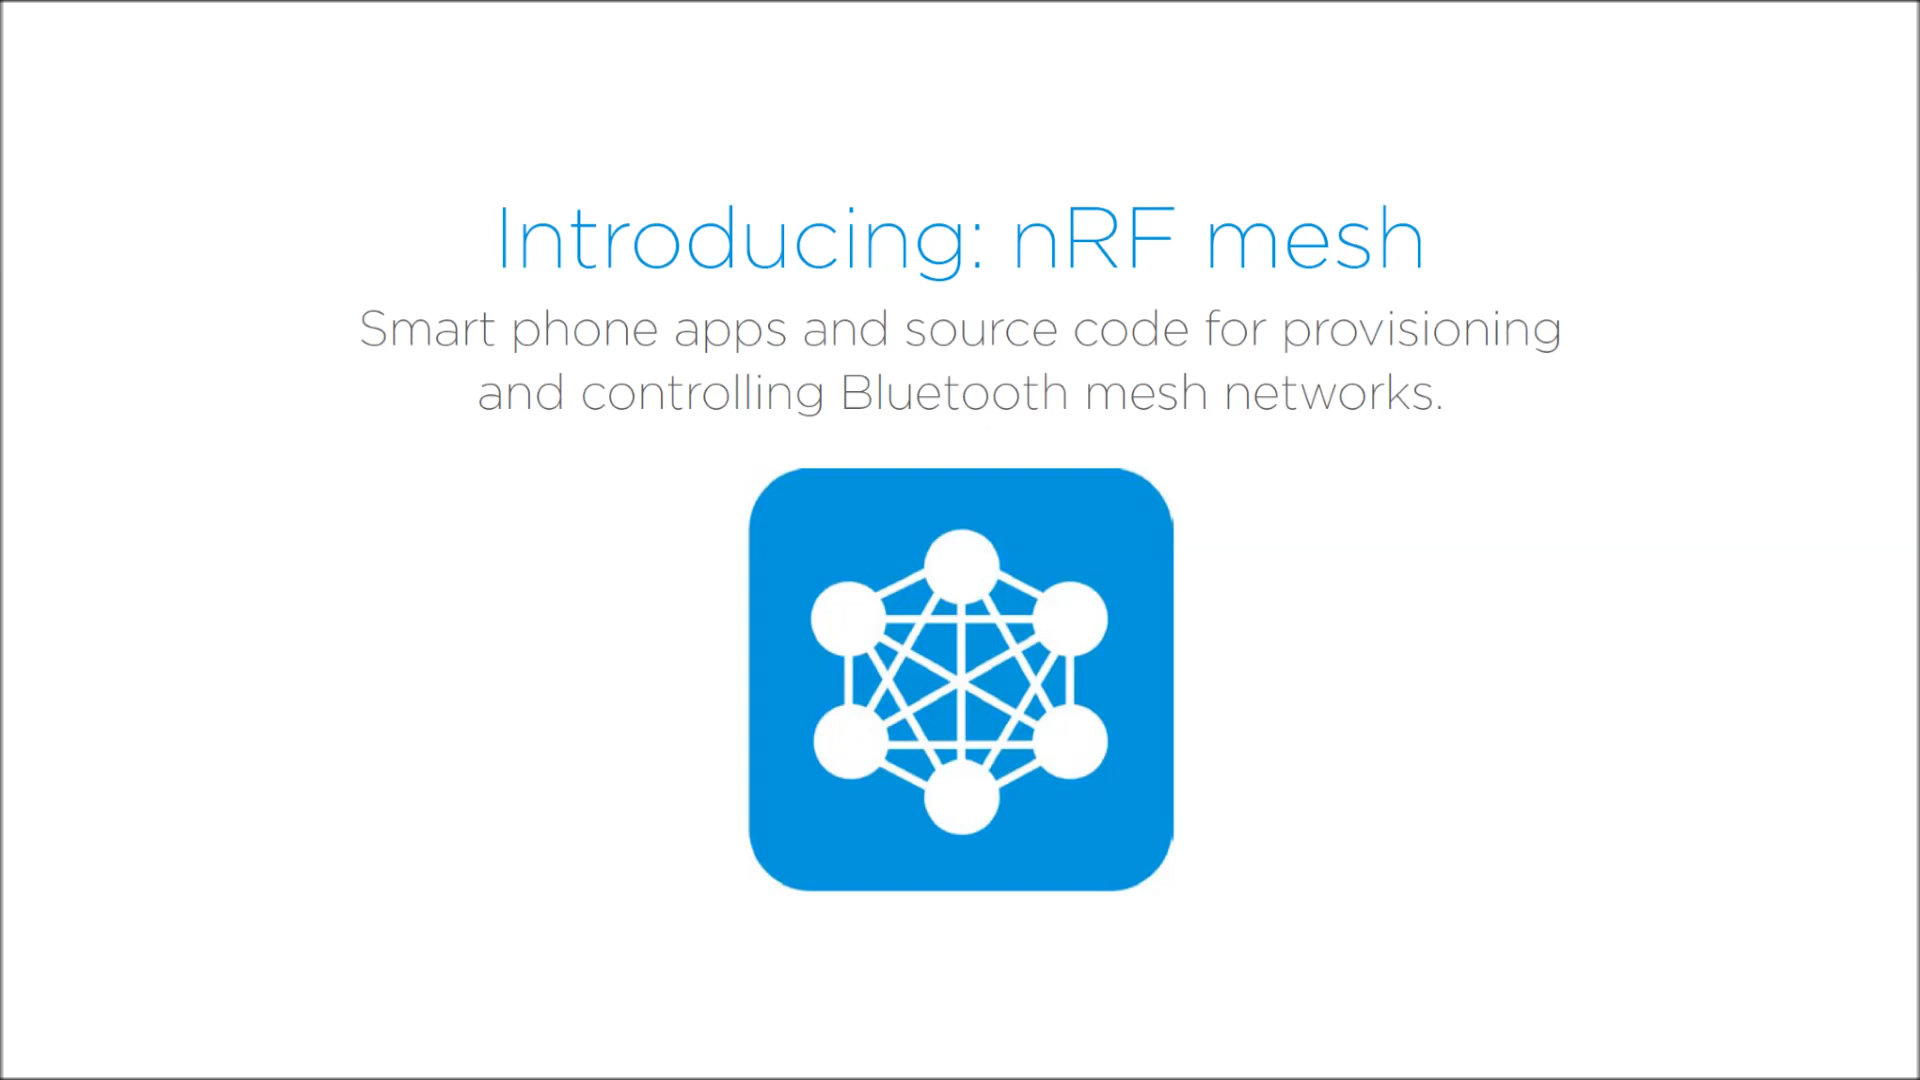 Introducing: nRF mesh
Smart phone apps and source code for provisioning
and controlling Bluetooth mesh networks.